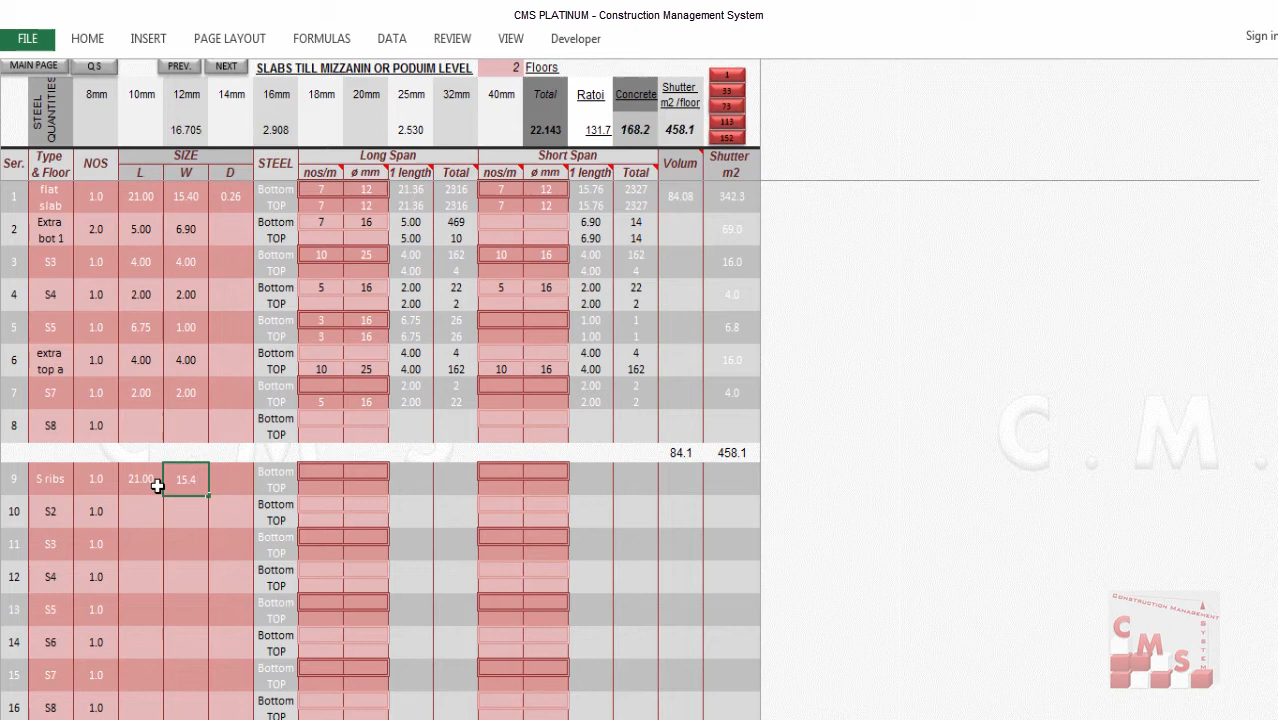 CMS PLATINUM - Construction Management System
FILE HOME INSERT PAGE LAYOUT FORMULAS DATA REVIEW VIEW Developer Sign in
MAIN PAGE Q S PREV. NEXT SLABS TILL MIZZANIN OR PODUIM LEVEL 2 Floors
STEEL QUANTITIES 8mm 10mm 12mm 14mm 16mm 18mm 20mm 25mm 32mm 40mm Total Ratoi Concrete Shutter m2 /floor
16.705 2.908 2.530 22.143 131.7 168.2 458.1
1
33
73
113
152
Ser. Type & Floor NOS SIZE STEEL Long Span Short Span Volum Shutter m2
L W D nos/m ø mm 1 length Total nos/m ø mm 1 length Total
1 flat slab 1.0 21.00 15.40 0.26 Bottom 7 12 21.36 2316 7 12 15.76 2327 84.08 342.3
TOP 7 12 21.36 2316 7 12 15.76 2327
2 Extra bot 1 2.0 5.00 6.90 Bottom 7 16 5.00 469 6.90 14 69.0
TOP 5.00 10 6.90 14
3 S3 1.0 4.00 4.00 Bottom 10 25 4.00 162 10 16 4.00 162 16.0
TOP 4.00 4 4.00 4
4 S4 1.0 2.00 2.00 Bottom 5 16 2.00 22 5 16 2.00 22 4.0
TOP 2.00 2 2.00 2
5 S5 1.0 6.75 1.00 Bottom 3 16 6.75 26 1.00 1 6.8
TOP 3 16 6.75 26 1.00 1
6 extra top a 1.0 4.00 4.00 Bottom 4.00 4 4.00 4 16.0
TOP 10 25 4.00 162 10 16 4.00 162
7 S7 1.0 2.00 2.00 Bottom 2.00 2 2.00 2 4.0
TOP 5 16 2.00 22 2.00 2
8 S8 1.0 Bottom
TOP
84.1 458.1
9 S ribs 1.0 21.00 15.4 Bottom
TOP
10 S2 1.0 Bottom
TOP
11 S3 1.0 Bottom
TOP
12 S4 1.0 Bottom
TOP
13 S5 1.0 Bottom
TOP
14 S6 1.0 Bottom
TOP
15 S7 1.0 Bottom
TOP
16 S8 1.0 Bottom
TOP
C . M .
CONSTRUCTION MANAGEMENT SYSTEM
C M S